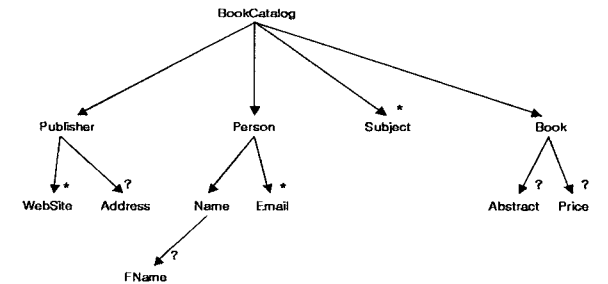 BookCatalog
*
Publisher Person Subject Book
* ? * ? ?
WebSite Address Name Email Abstract Price
?
FName